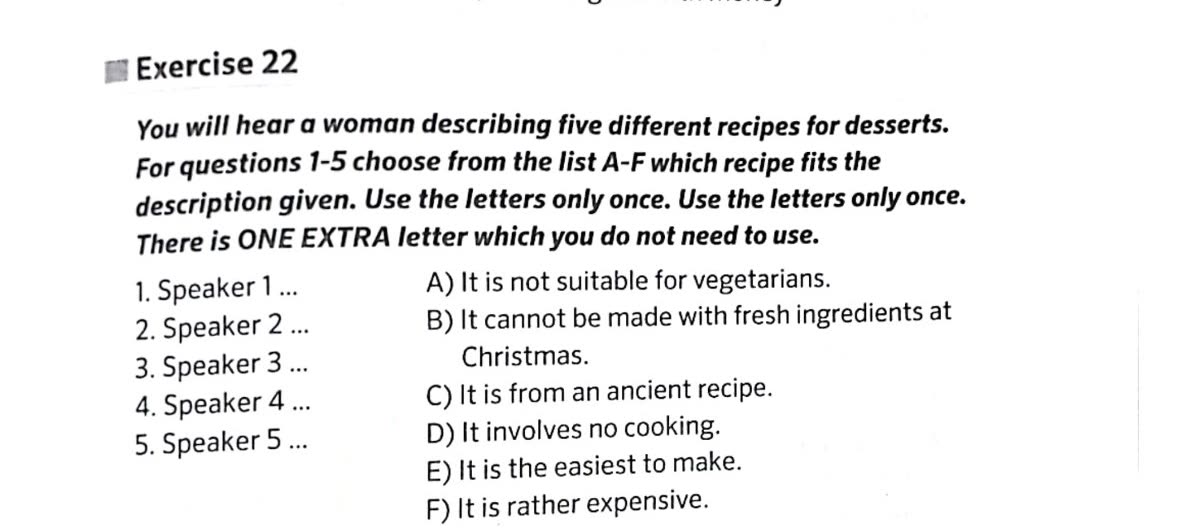 Exercise 22
You will hear a woman describing five different recipes for desserts.
For questions 1-5 choose from the list A-F which recipe fits the
description given. Use the letters only once. Use the letters only once.
There is ONE EXTRA letter which you do not need to use.
1. Speaker 1 ...
2. Speaker 2 ...
3. Speaker 3 ...
4. Speaker 4 ...
5. Speaker 5 ...
A) It is not suitable for vegetarians.
B) It cannot be made with fresh ingredients at
Christmas.
C) It is from an ancient recipe.
D) It involves no cooking.
E) It is the easiest to make.
F) It is rather expensive.